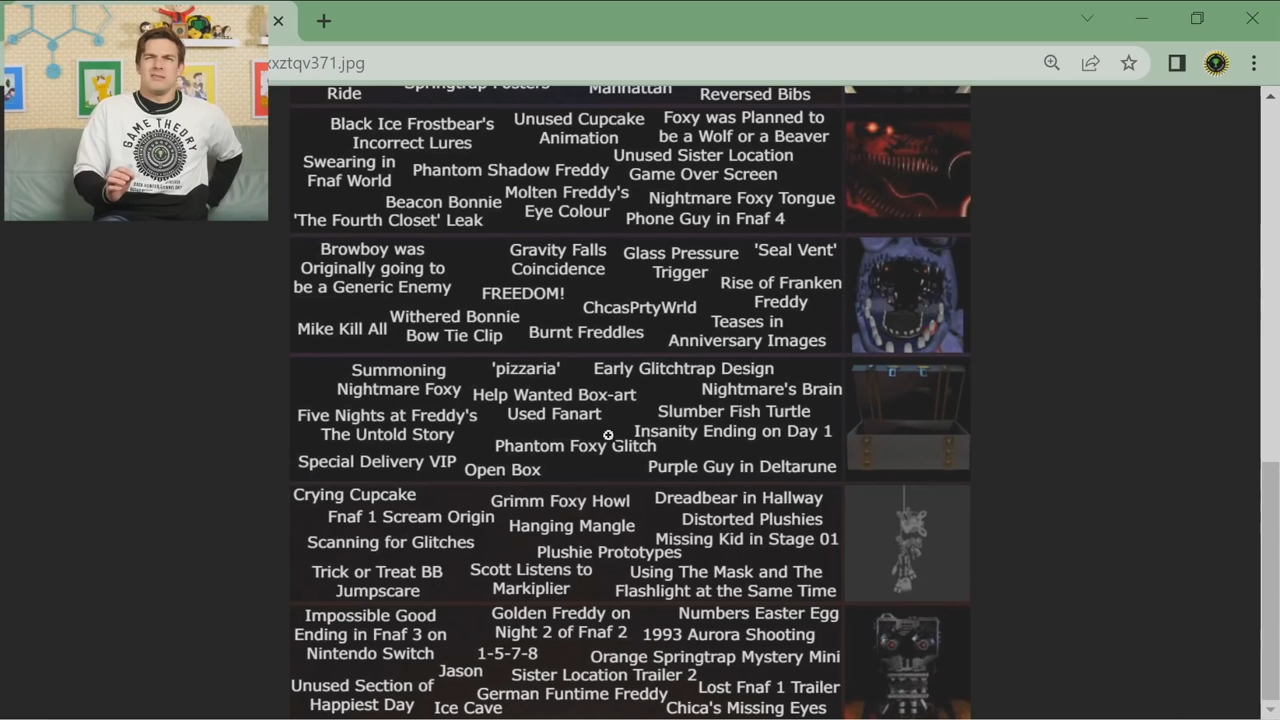 xxztqv371.jpg
GAME THEORY
Ride
Springtrap Posters
Manhattan
Reversed Bibs
Black Ice Frostbear's
Incorrect Lures
Unused Cupcake
Animation
Foxy was Planned to
be a Wolf or a Beaver
Swearing in
Fnaf World
Phantom Shadow Freddy
Unused Sister Location
Game Over Screen
Beacon Bonnie
Molten Freddy's
Eye Colour
Nightmare Foxy Tongue
'The Fourth Closet' Leak
Phone Guy in Fnaf 4
Browboy was
Originally going to
be a Generic Enemy
Gravity Falls
Coincidence
Glass Pressure
Trigger
'Seal Vent'
FREEDOM!
Rise of Franken
Freddy
ChcasPrtyWrld
Mike Kill All
Withered Bonnie
Bow Tie Clip
Burnt Freddles
Teases in
Anniversary Images
Summoning
Nightmare Foxy
'pizzaria'
Early Glitchtrap Design
Help Wanted Box-art
Used Fanart
Nightmare's Brain
Five Nights at Freddy's
The Untold Story
Slumber Fish Turtle
Insanity Ending on Day 1
Phantom Foxy Glitch
Special Delivery VIP
Open Box
Purple Guy in Deltarune
Crying Cupcake
Grimm Foxy Howl
Dreadbear in Hallway
Fnaf 1 Scream Origin
Hanging Mangle
Distorted Plushies
Scanning for Glitches
Missing Kid in Stage 01
Plushie Prototypes
Trick or Treat BB
Jumpscare
Scott Listens to
Markiplier
Using The Mask and The
Flashlight at the Same Time
Impossible Good
Ending in Fnaf 3 on
Nintendo Switch
Golden Freddy on
Night 2 of Fnaf 2
Numbers Easter Egg
1993 Aurora Shooting
1-5-7-8
Orange Springtrap Mystery Mini
Jason
Sister Location Trailer 2
Unused Section of
Happiest Day
German Funtime Freddy
Lost Fnaf 1 Trailer
Ice Cave
Chica's Missing Eyes